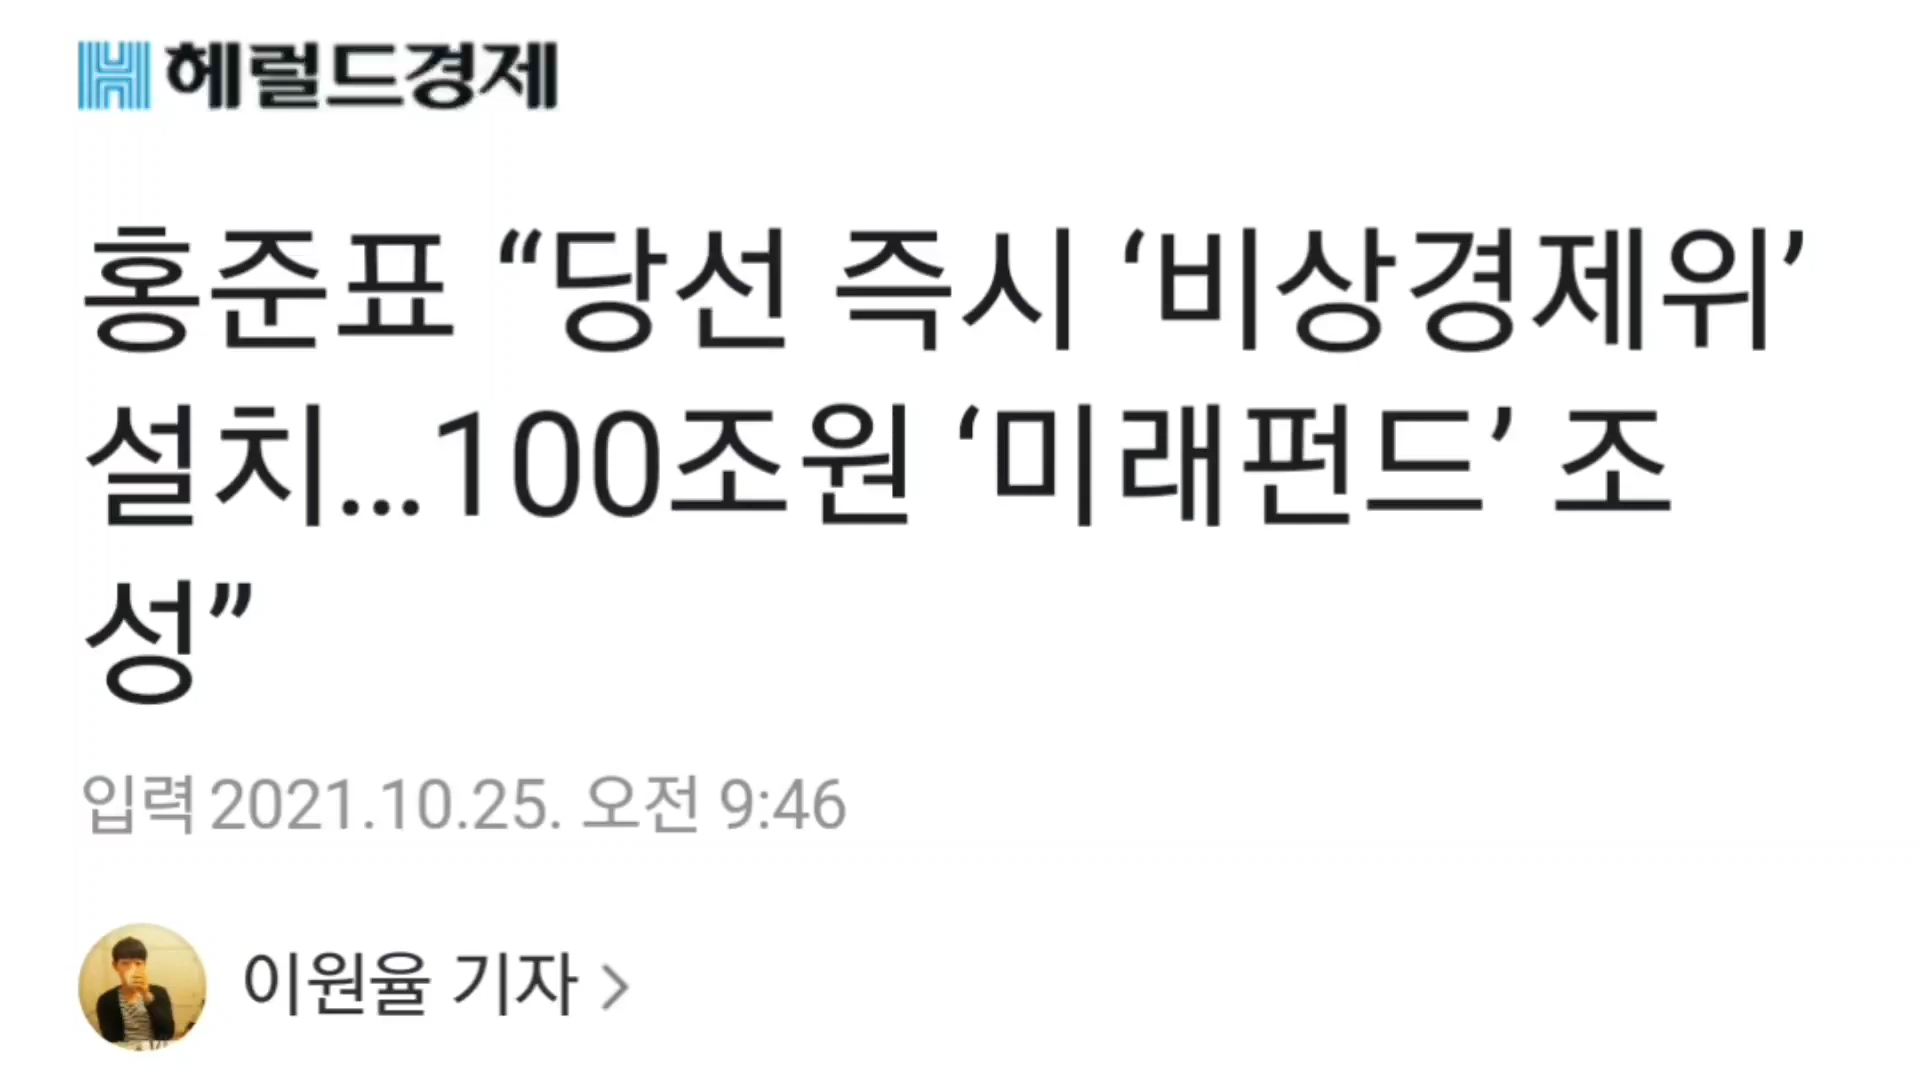 헤럴드경제
홍준표 “당선 즉시 ‘비상경제위’
설치...100조원 ‘미래펀드’ 조
성”
입력 2021.10.25. 오전 9:46
이원율 기자 >